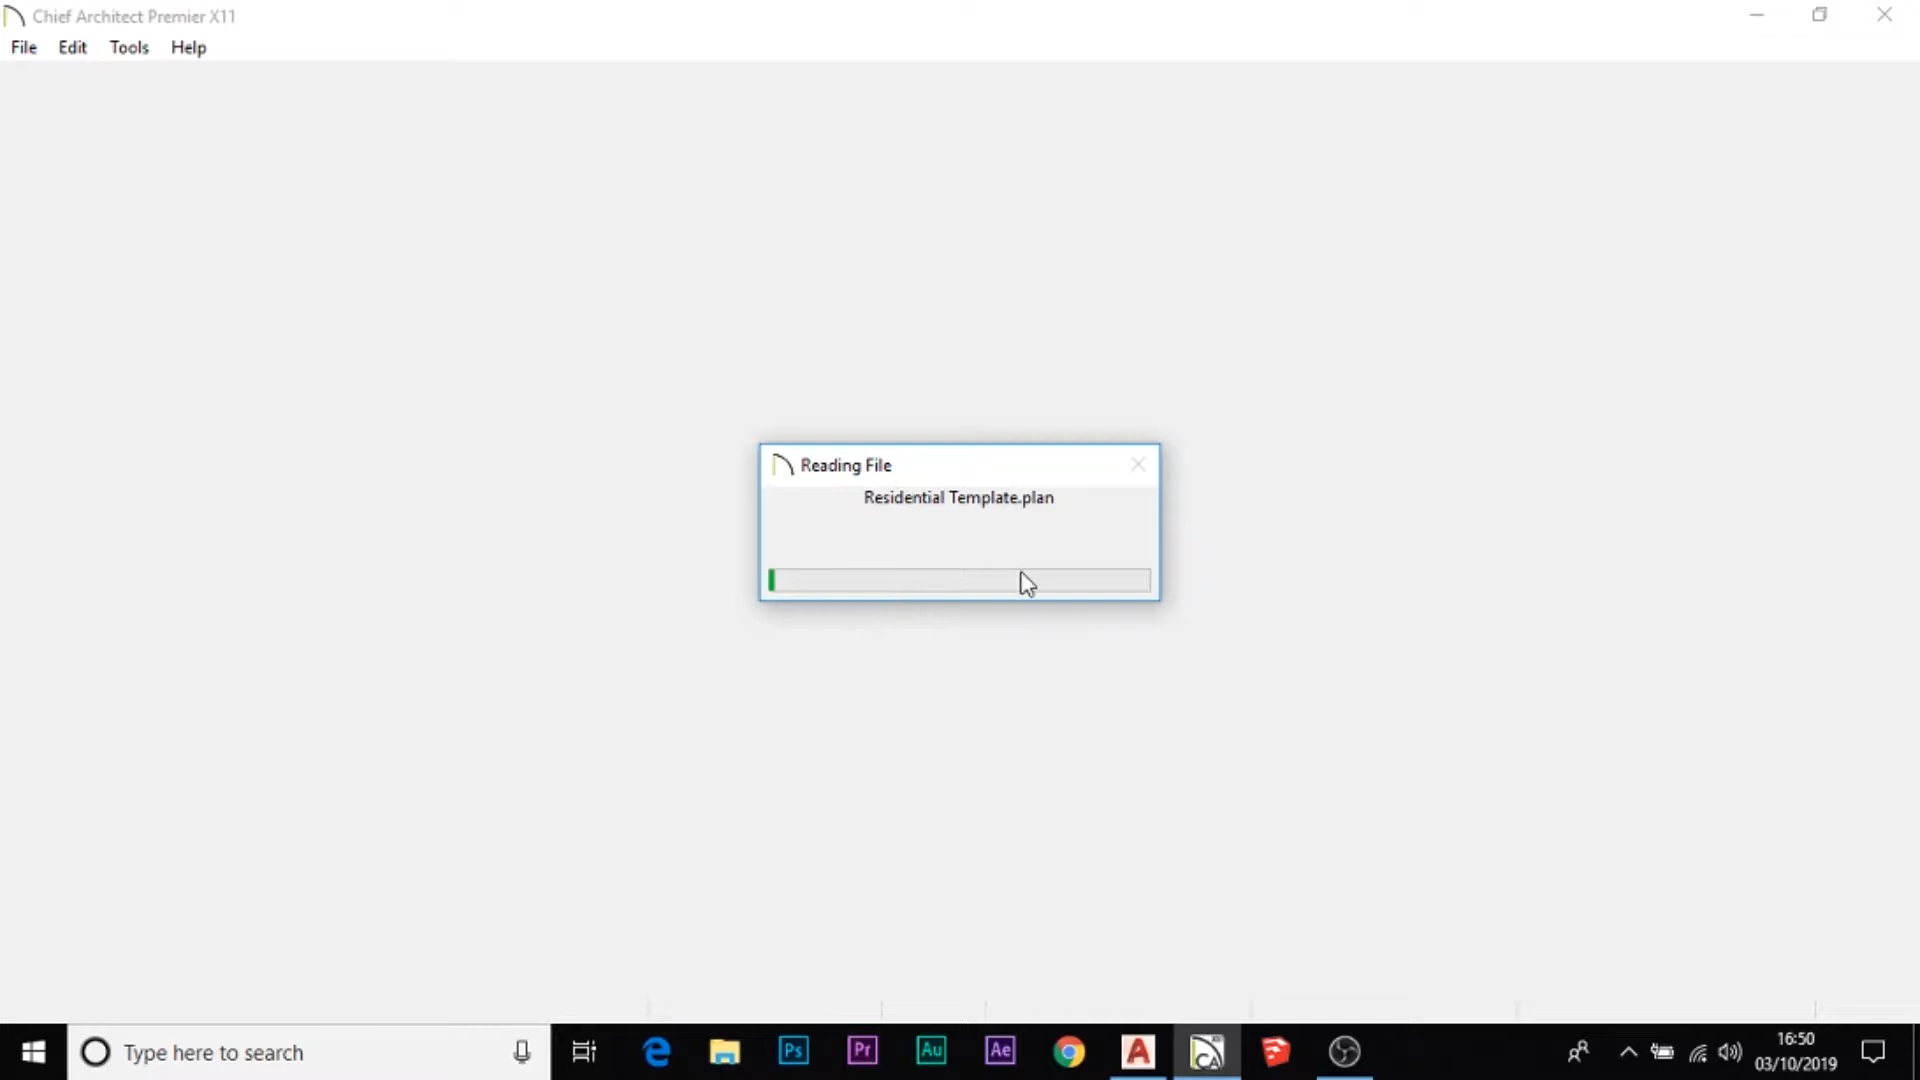 Chief Architect Premier X11
File Edit Tools Help
Reading File
Residential Template.plan
Type here to search
Ps Pr Au Ae
A
CA
16:50
03/10/2019